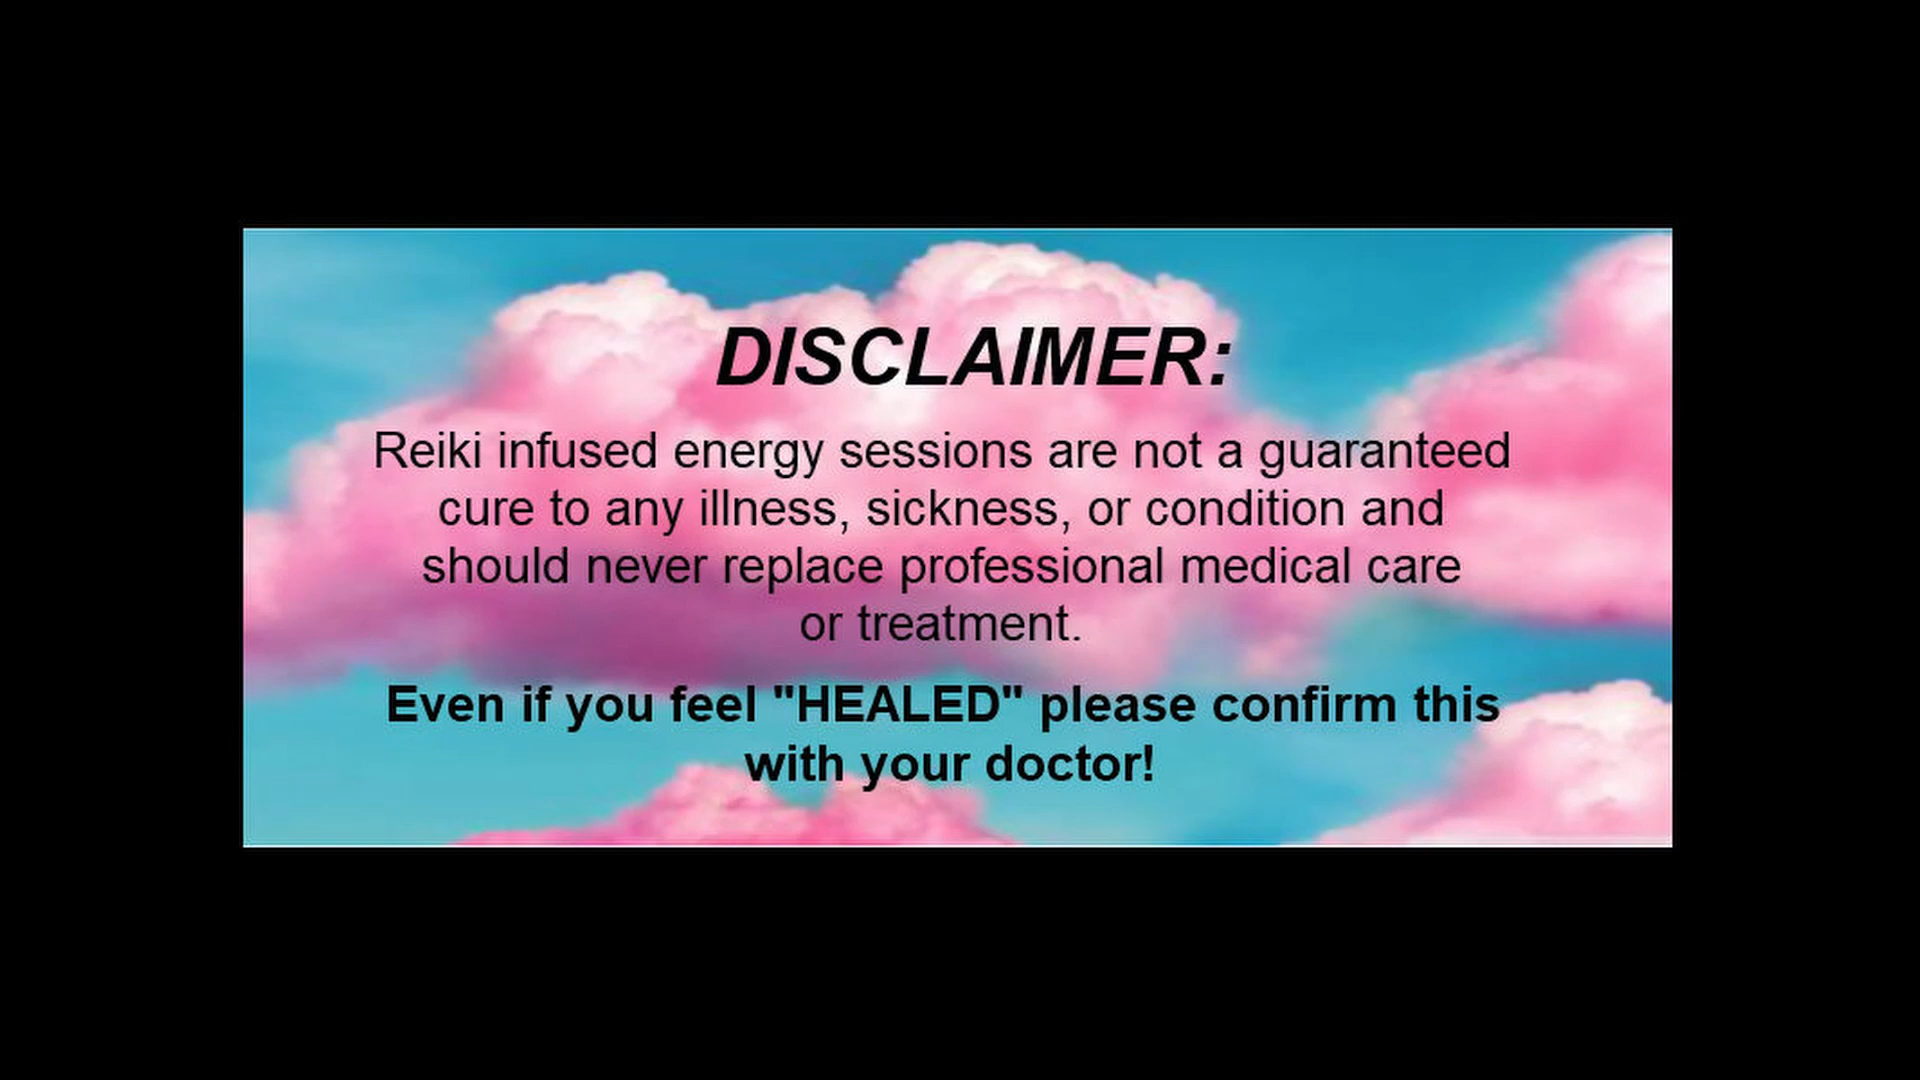 DISCLAIMER:
Reiki infused energy sessions are not a guaranteed
cure to any illness, sickness, or condition and
should never replace professional medical care
or treatment.
Even if you feel "HEALED" please confirm this
with your doctor!